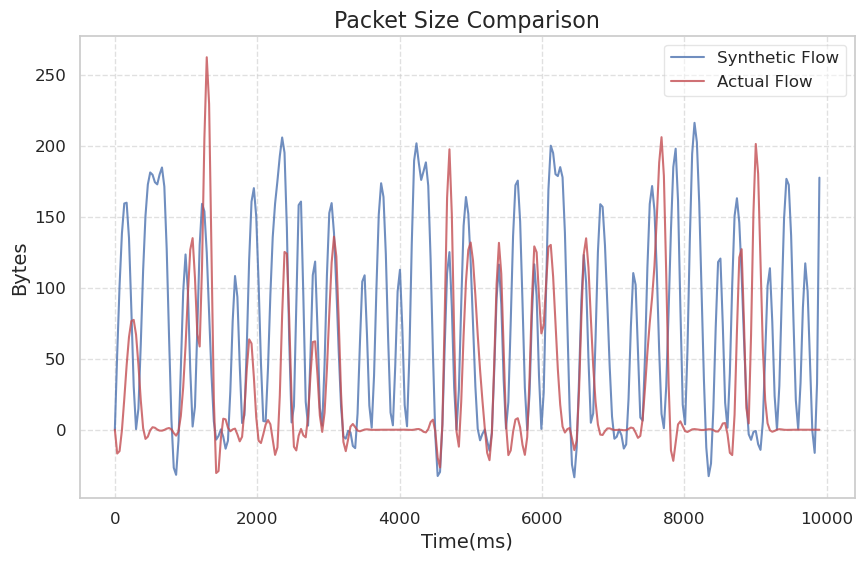 Packet Size Comparison
Synthetic Flow
Actual Flow
250
200
150
100
50
0
Bytes
0 2000 4000 6000 8000 10000
Time(ms)